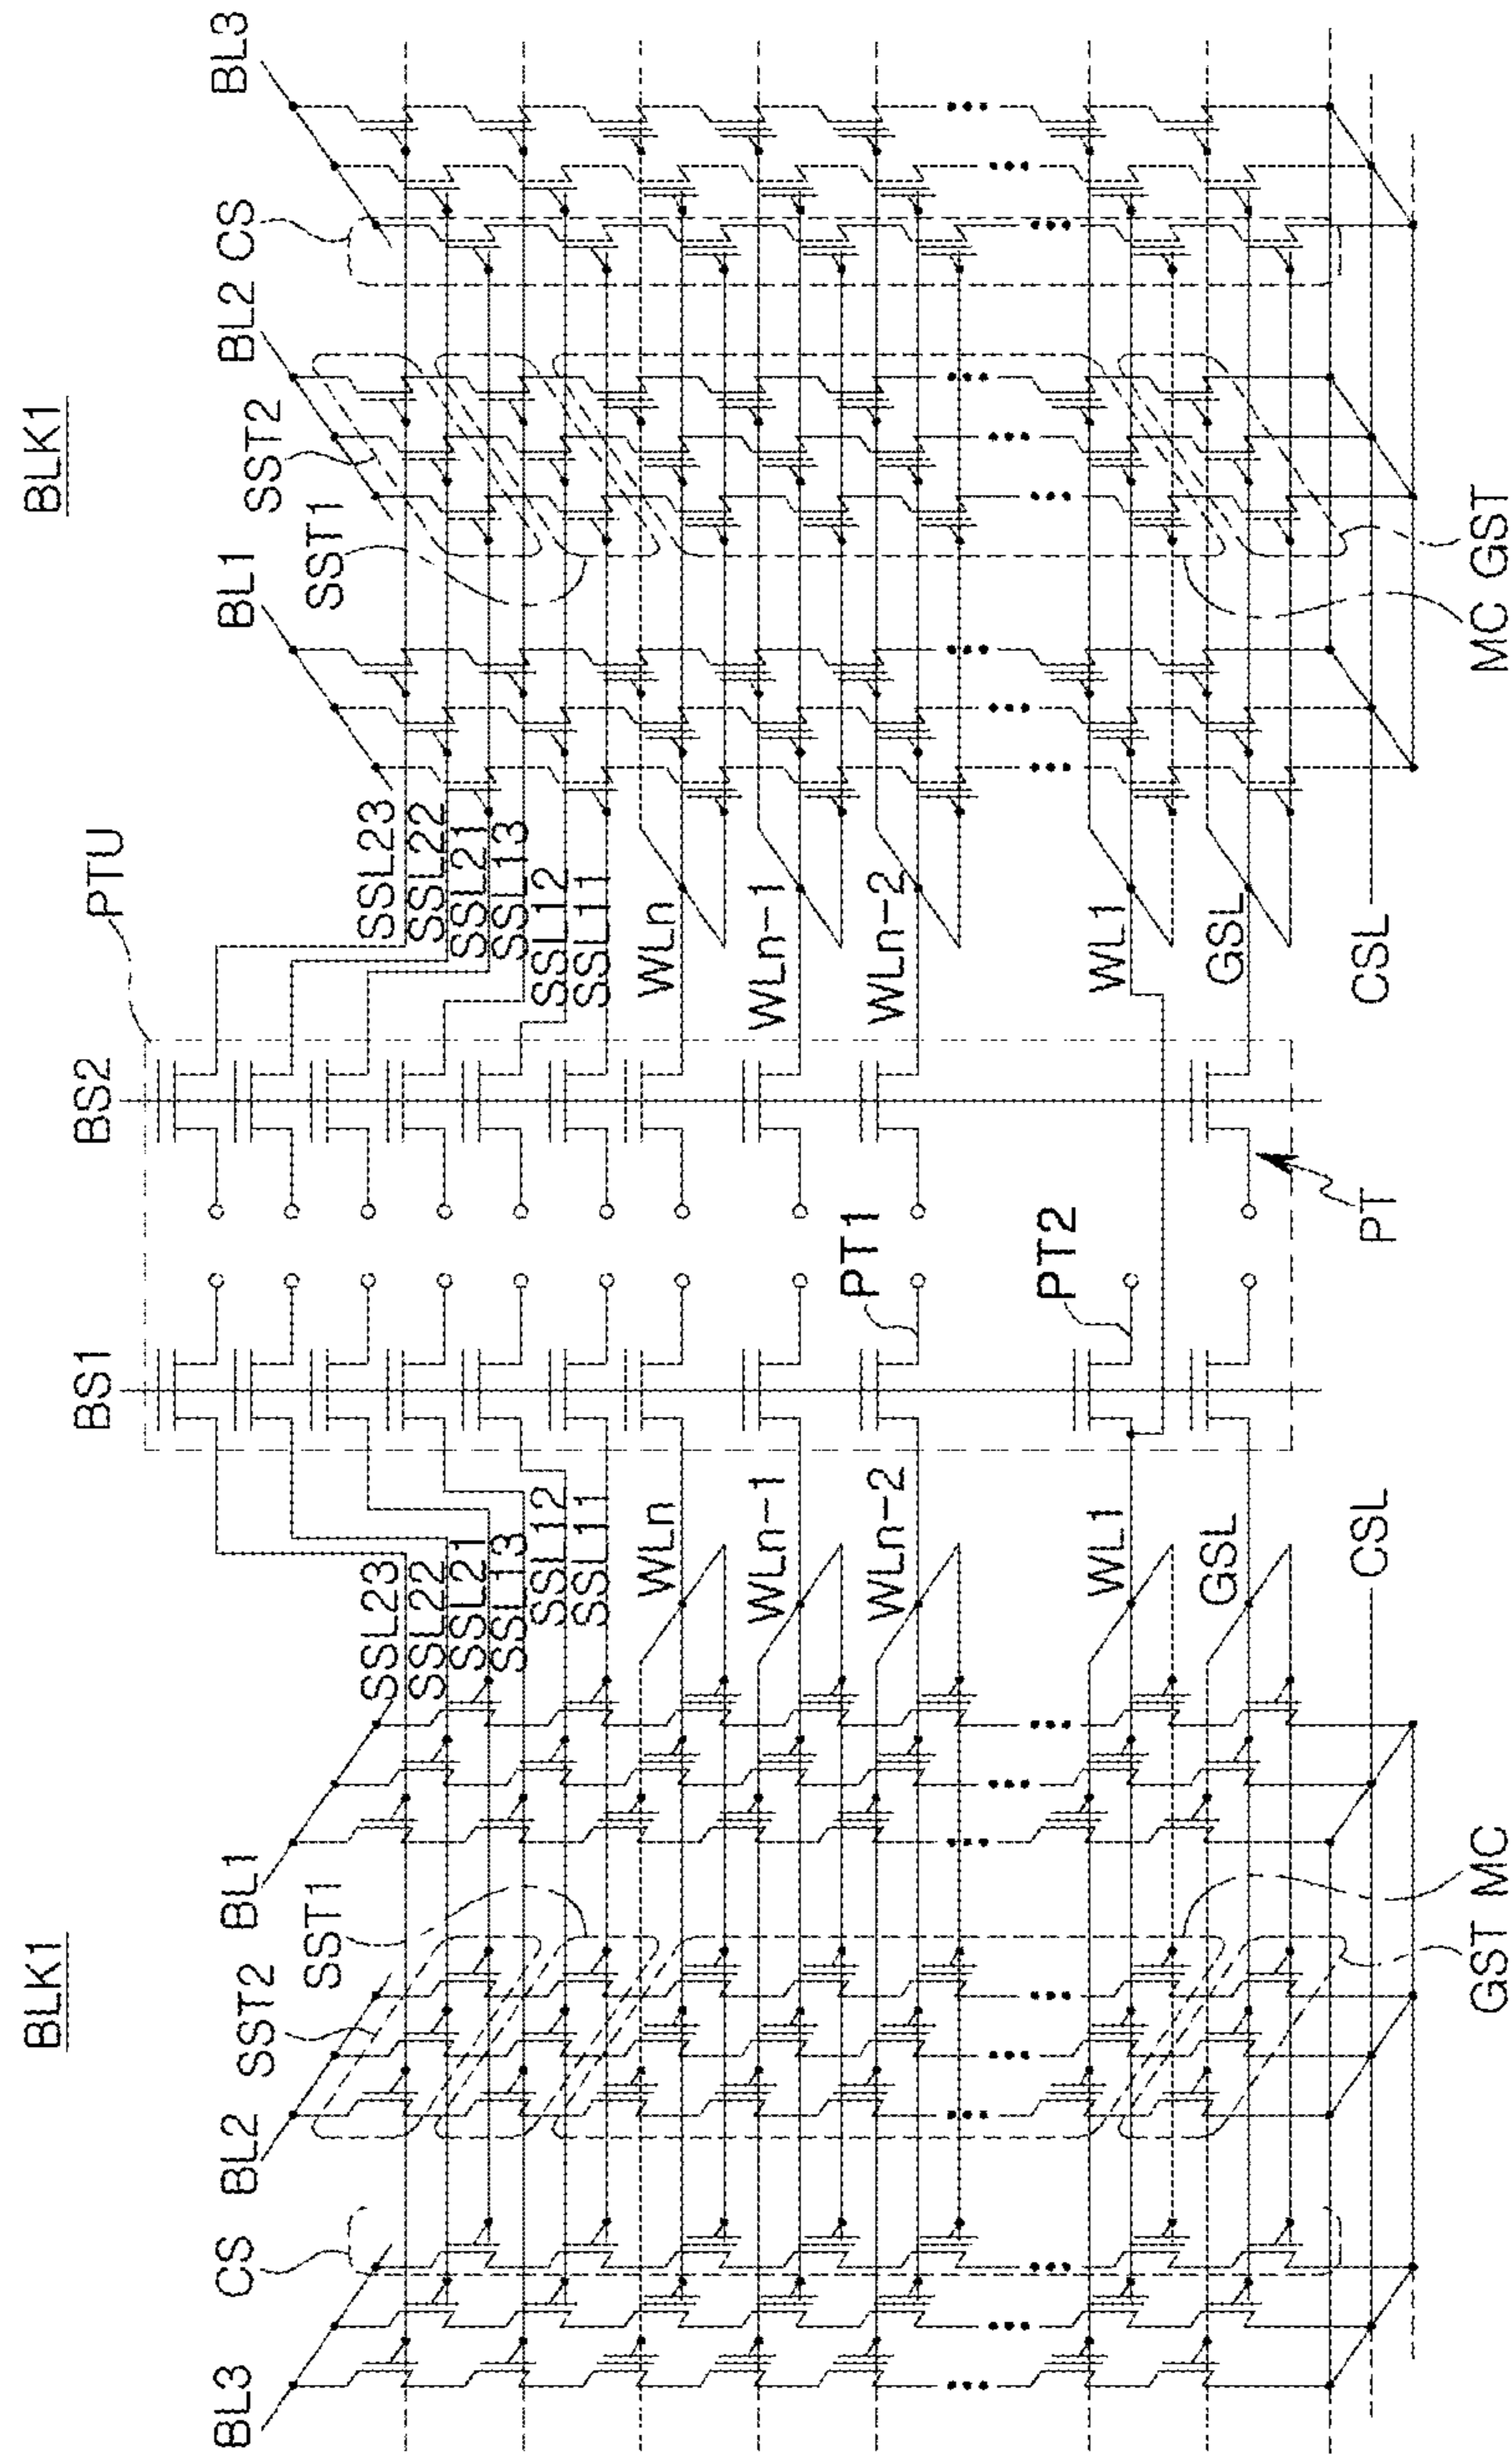 BLK1
BLK1
BL3
CS
BL2
SST2
SST1
BL1
PTU
BS2
BS1
BL1
SST1
SST2
BL2
CS
BL3
SSL23
SSL22
SSL21
SSL13
SSL12
SSL11
WLn
WLn-1
WLn-2
WL1
GSL
CSL
SSL23
SSL22
SSL21
SSL13
SSL12
SSL11
WLn
WLn-1
WLn-2
WL1
GSL
CSL
PT1
PT2
PT
MC GST
GST MC